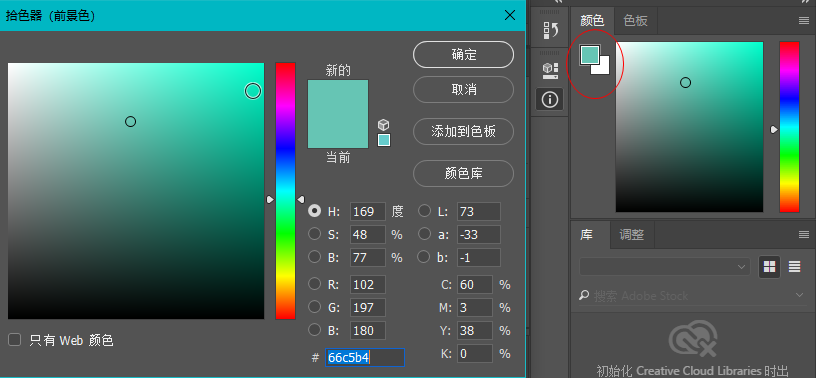 拾色器（前景色）
新的
当前
确定
取消
添加到色板
颜色库
H: 169 度
S: 48 %
B: 77 %
R: 102
G: 197
B: 180
# 66c5b4
L: 73
a: -33
b: -1
C: 60 %
M: 3 %
Y: 38 %
K: 0 %
只有 Web 颜色
颜色 色板
库 调整
搜索 Adobe Stock
初始化 Creative Cloud Libraries 时出